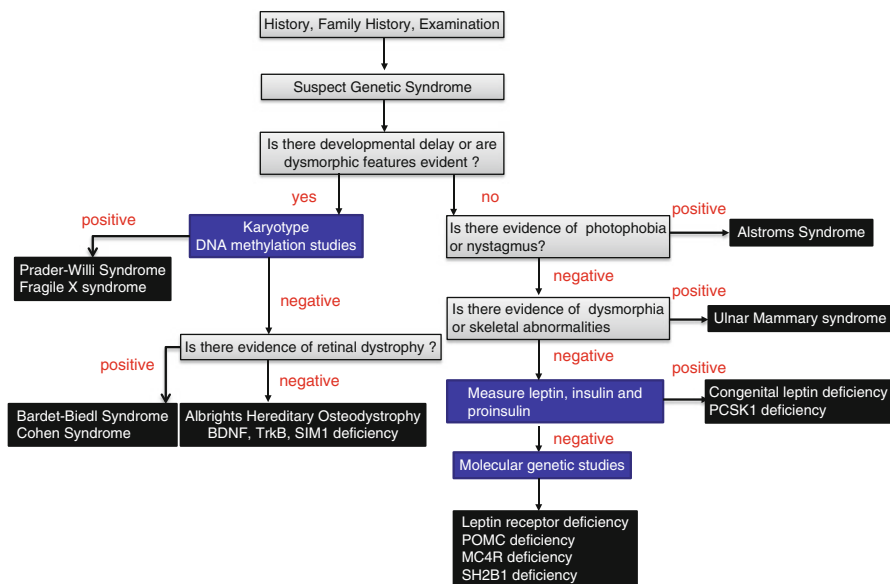 History, Family History, Examination
Suspect Genetic Syndrome
Is there developmental delay or are
dysmorphic features evident ?
yes
no
positive
Karyotype
DNA methylation studies
Is there evidence of photophobia
or nystagmus?
positive
Alstroms Syndrome
Prader-Willi Syndrome
Fragile X syndrome
negative
negative
Is there evidence of dysmorphia
or skeletal abnormalities
positive
Ulnar Mammary syndrome
Is there evidence of retinal dystrophy ?
positive
negative
negative
Measure leptin, insulin and
proinsulin
positive
Congenital leptin deficiency
PCSK1 deficiency
Bardet-Biedl Syndrome
Cohen Syndrome
Albrights Hereditary Osteodystrophy
BDNF, TrkB, SIM1 deficiency
negative
Molecular genetic studies
Leptin receptor deficiency
POMC deficiency
MC4R deficiency
SH2B1 deficiency